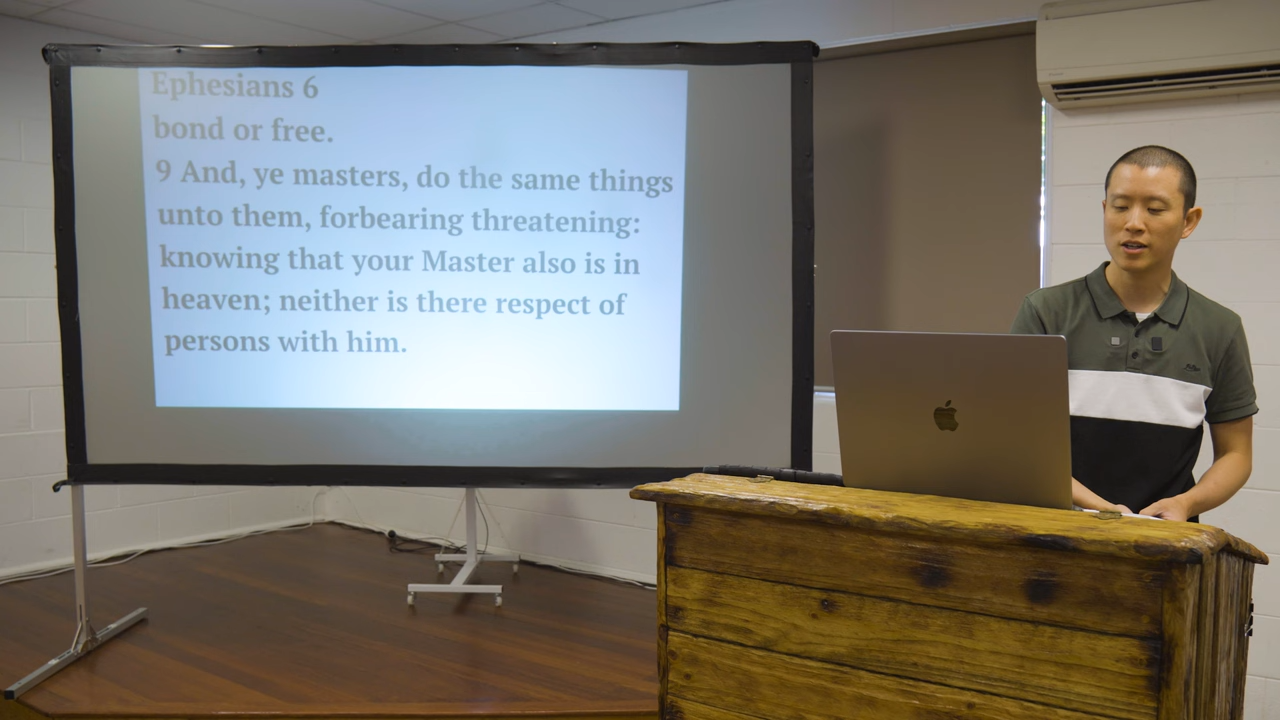 Ephesians 6
bond or free.
9 And, ye masters, do the same things
unto them, forbearing threatening:
knowing that your Master also is in
heaven; neither is there respect of
persons with him.